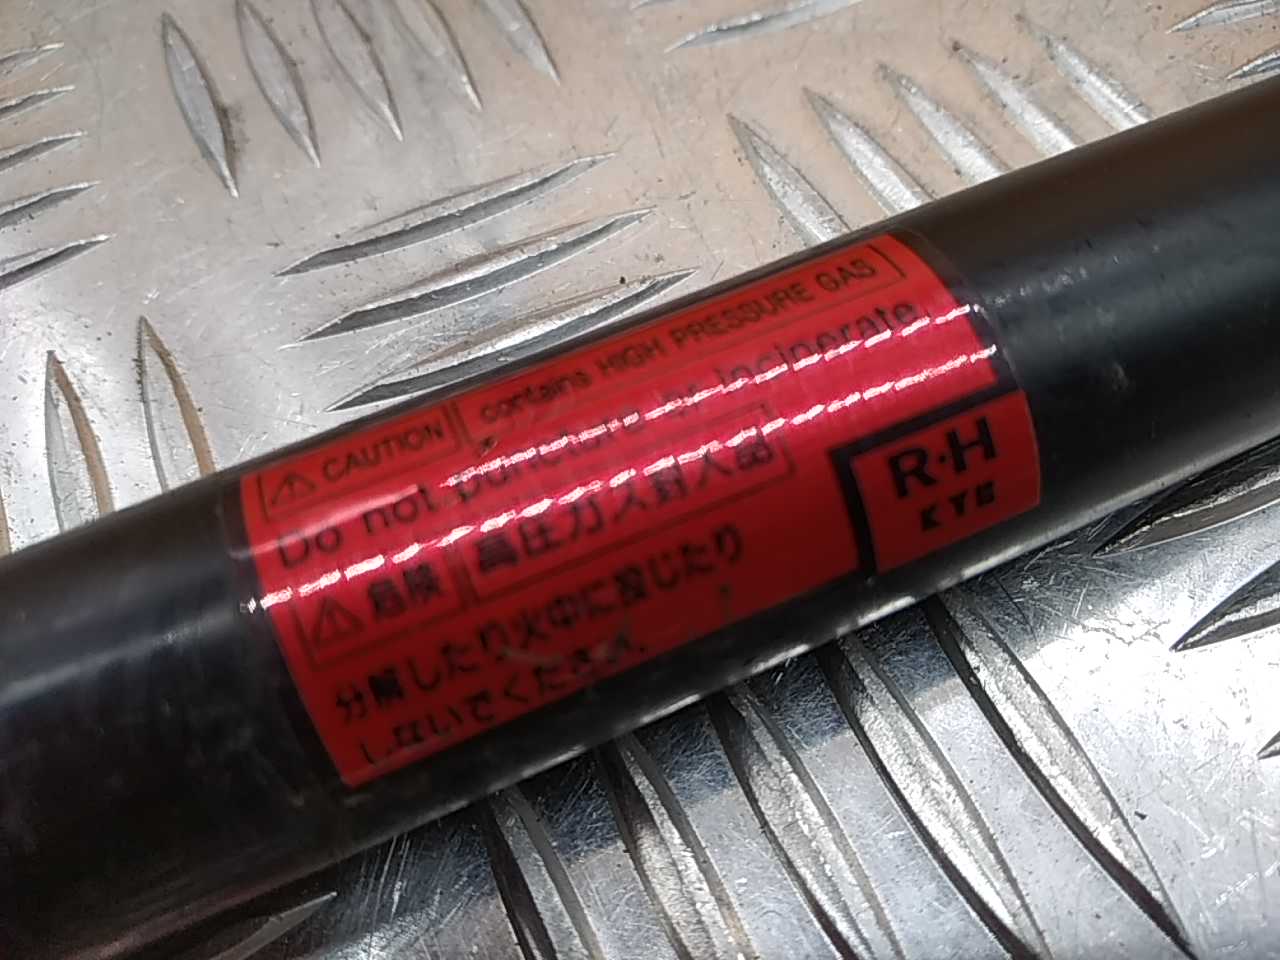 ⚠ CAUTION contains HIGH PRESSURE GAS
Do not puncture or incinerate
⚠ 危険 高圧ガス封入品
分解したり火中に投じたり
しないでください.
R·H